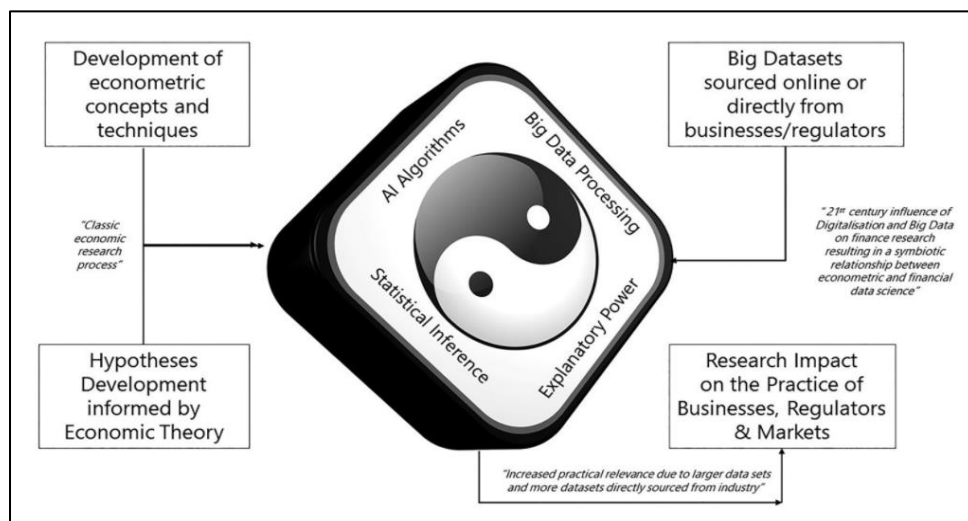 Development of
econometric
concepts and
techniques
Big Datasets
sourced online or
directly from
businesses/regulators
AI Algorithms
Big Data Processing
Statistical Inference
Explanatory Power
"Classic
economic
research
process"
" 21st century influence of
Digitalisation and Big Data
on finance research
resulting in a symbiotic
relationship between
econometric and financial
data science"
Hypotheses
Development
informed by
Economic Theory
Research Impact
on the Practice of
Businesses, Regulators
& Markets
"Increased practical relevance due to larger data sets
and more datasets directly sourced from industry"